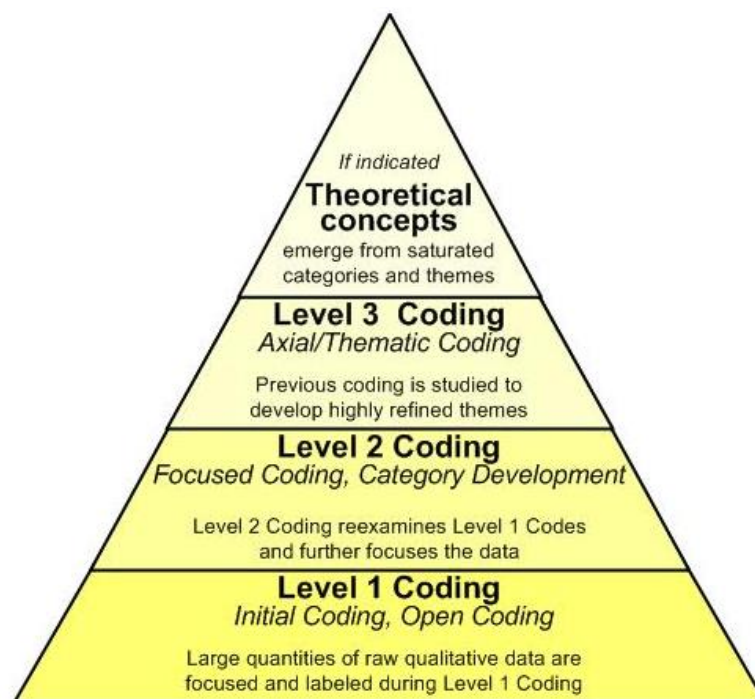 If indicated
Theoretical
concepts
emerge from saturated
categories and themes
Level 3 Coding
Axial/Thematic Coding
Previous coding is studied to
develop highly refined themes
Level 2 Coding
Focused Coding, Category Development
Level 2 Coding reexamines Level 1 Codes
and further focuses the data
Level 1 Coding
Initial Coding, Open Coding
Large quantities of raw qualitative data are
focused and labeled during Level 1 Coding